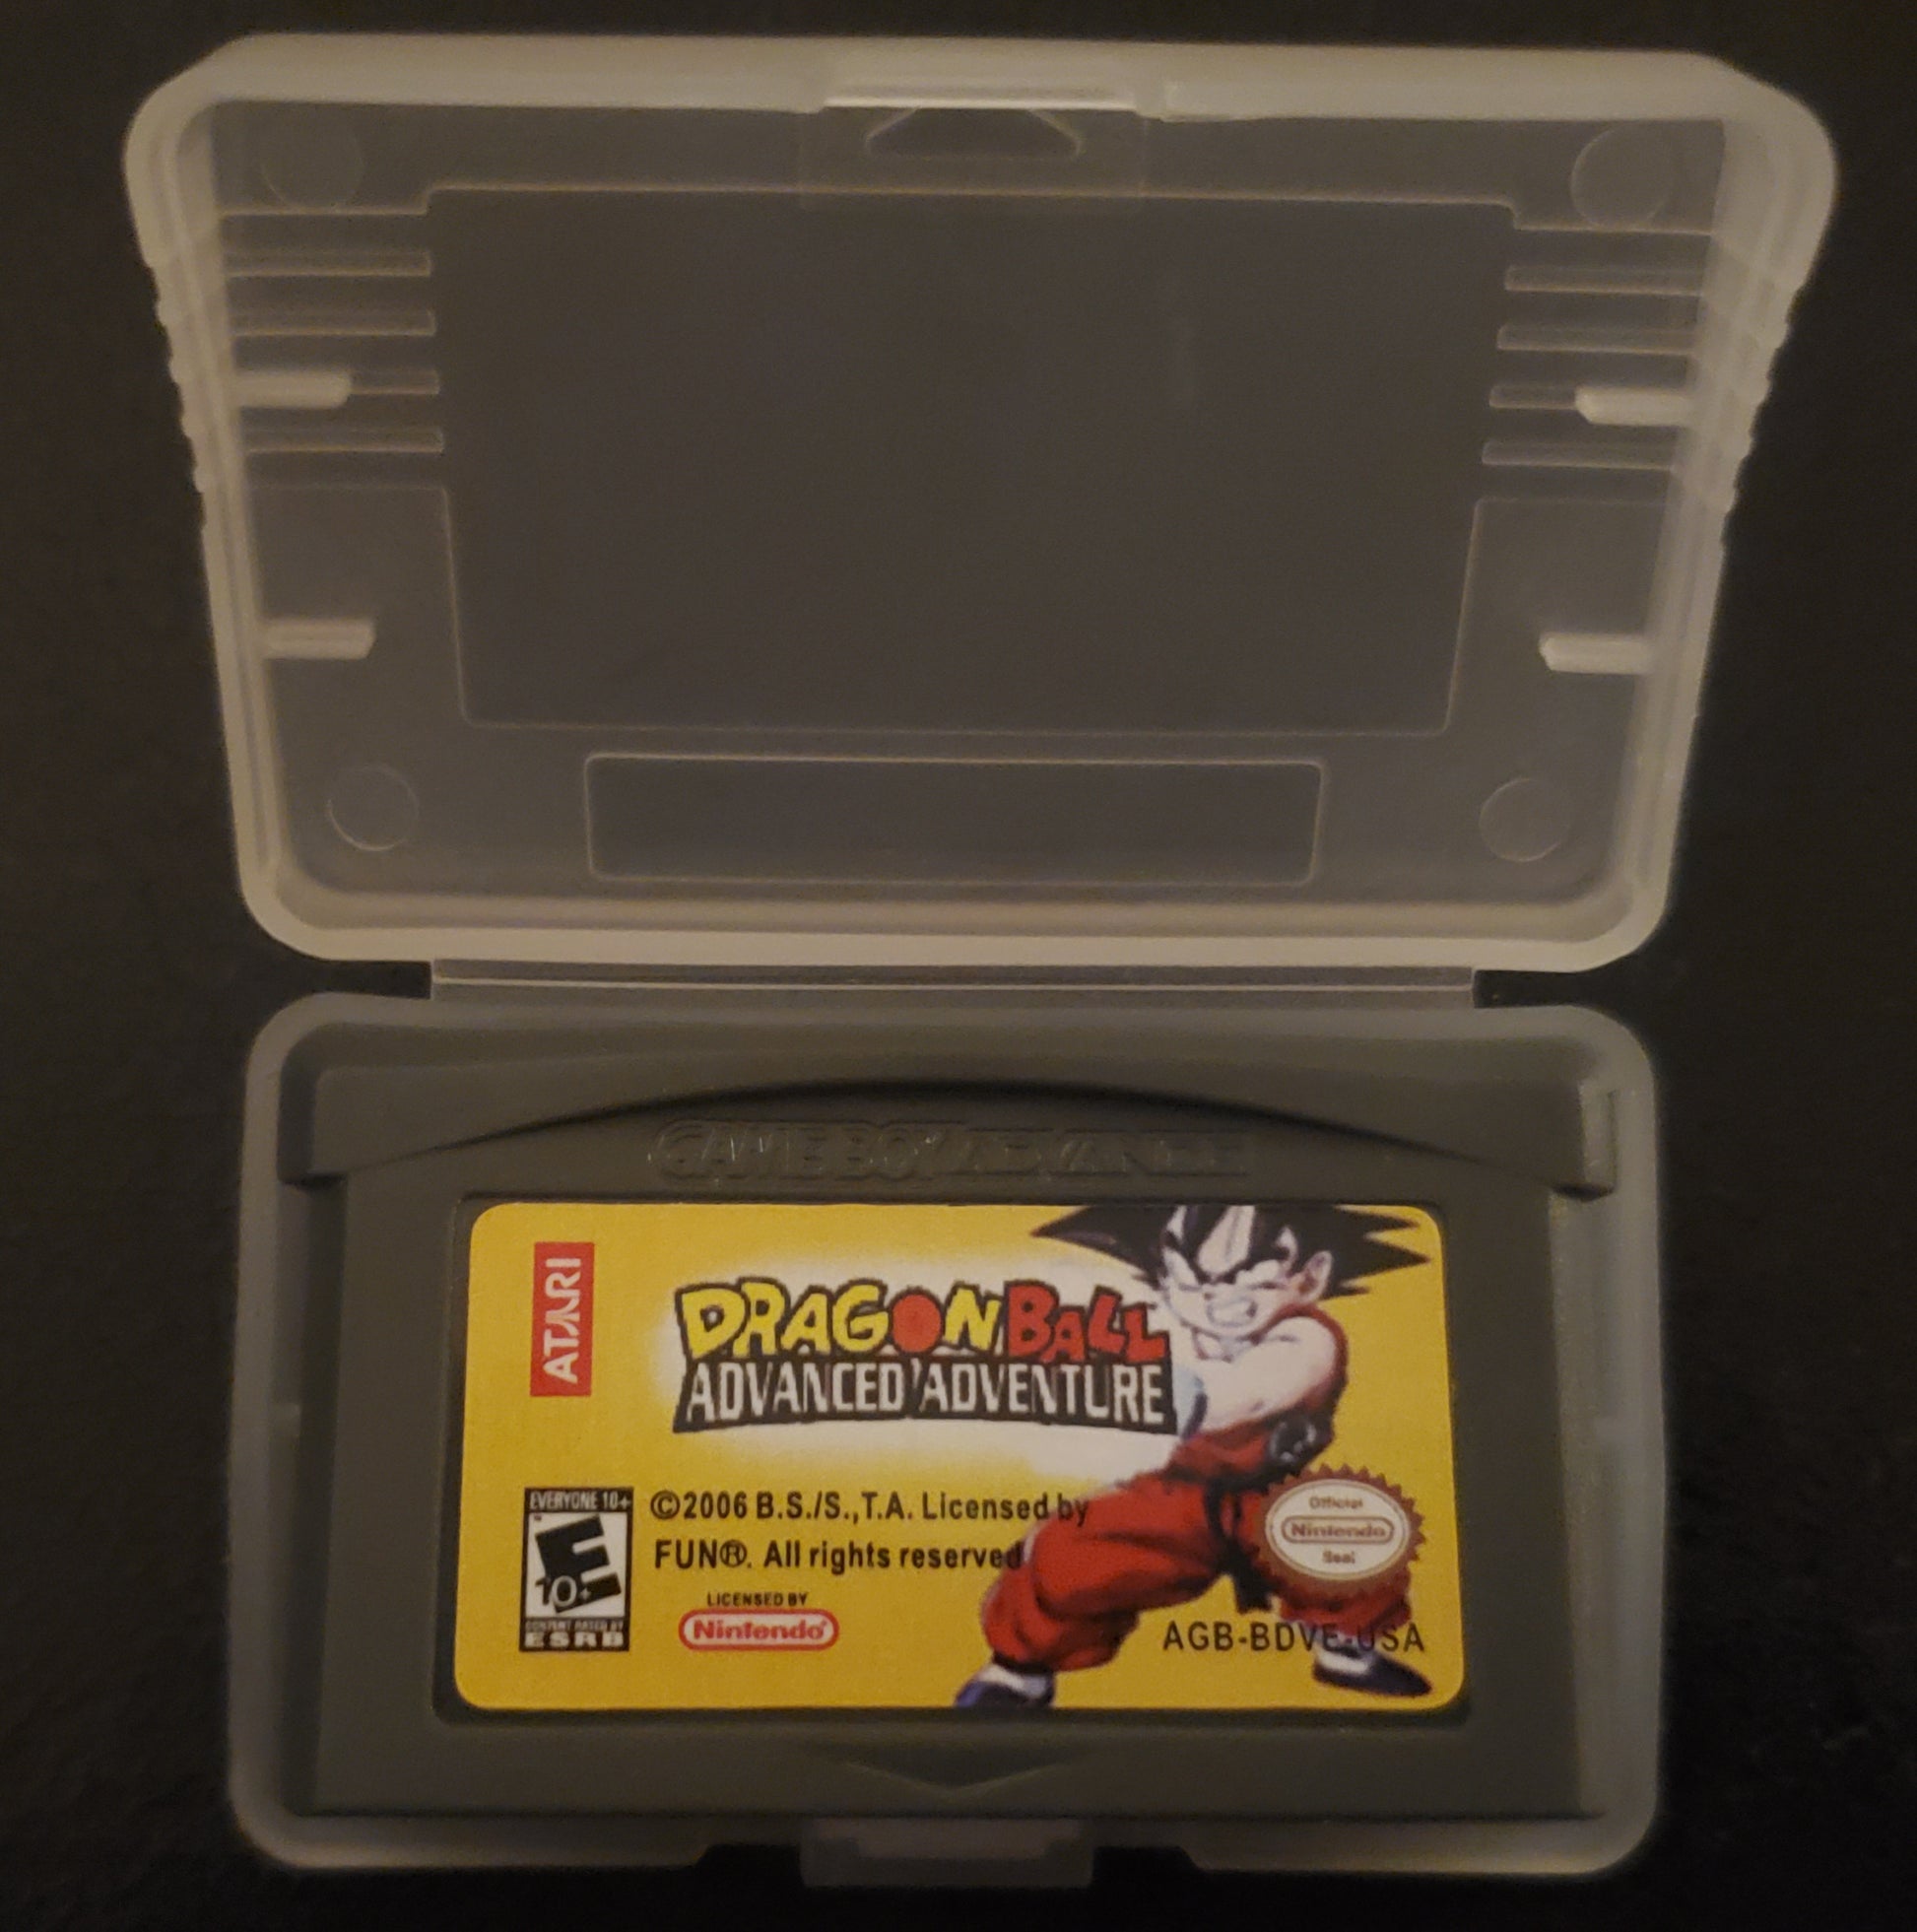 GAME BOY ADVANCE
ATARI
DRAGON BALL
ADVANCED ADVENTURE
EVERYONE 10+
E
10+
CONTENT RATED BY
ESRB
©2006 B.S./S.,T.A. Licensed by
FUN®. All rights reserved
LICENSED BY
Nintendo®
Official
Nintendo
Seal
AGB-BDVE-USA